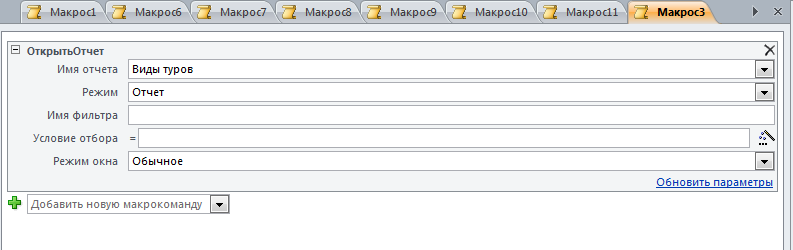 Макрос1 Макрос6 Макрос7 Макрос8 Макрос9 Макрос10 Макрос11 Макрос3
ОткрытьОтчет
Имя отчета Виды туров
Режим Отчет
Имя фильтра
Условие отбора =
Режим окна Обычное
Обновить параметры
Добавить новую макрокоманду